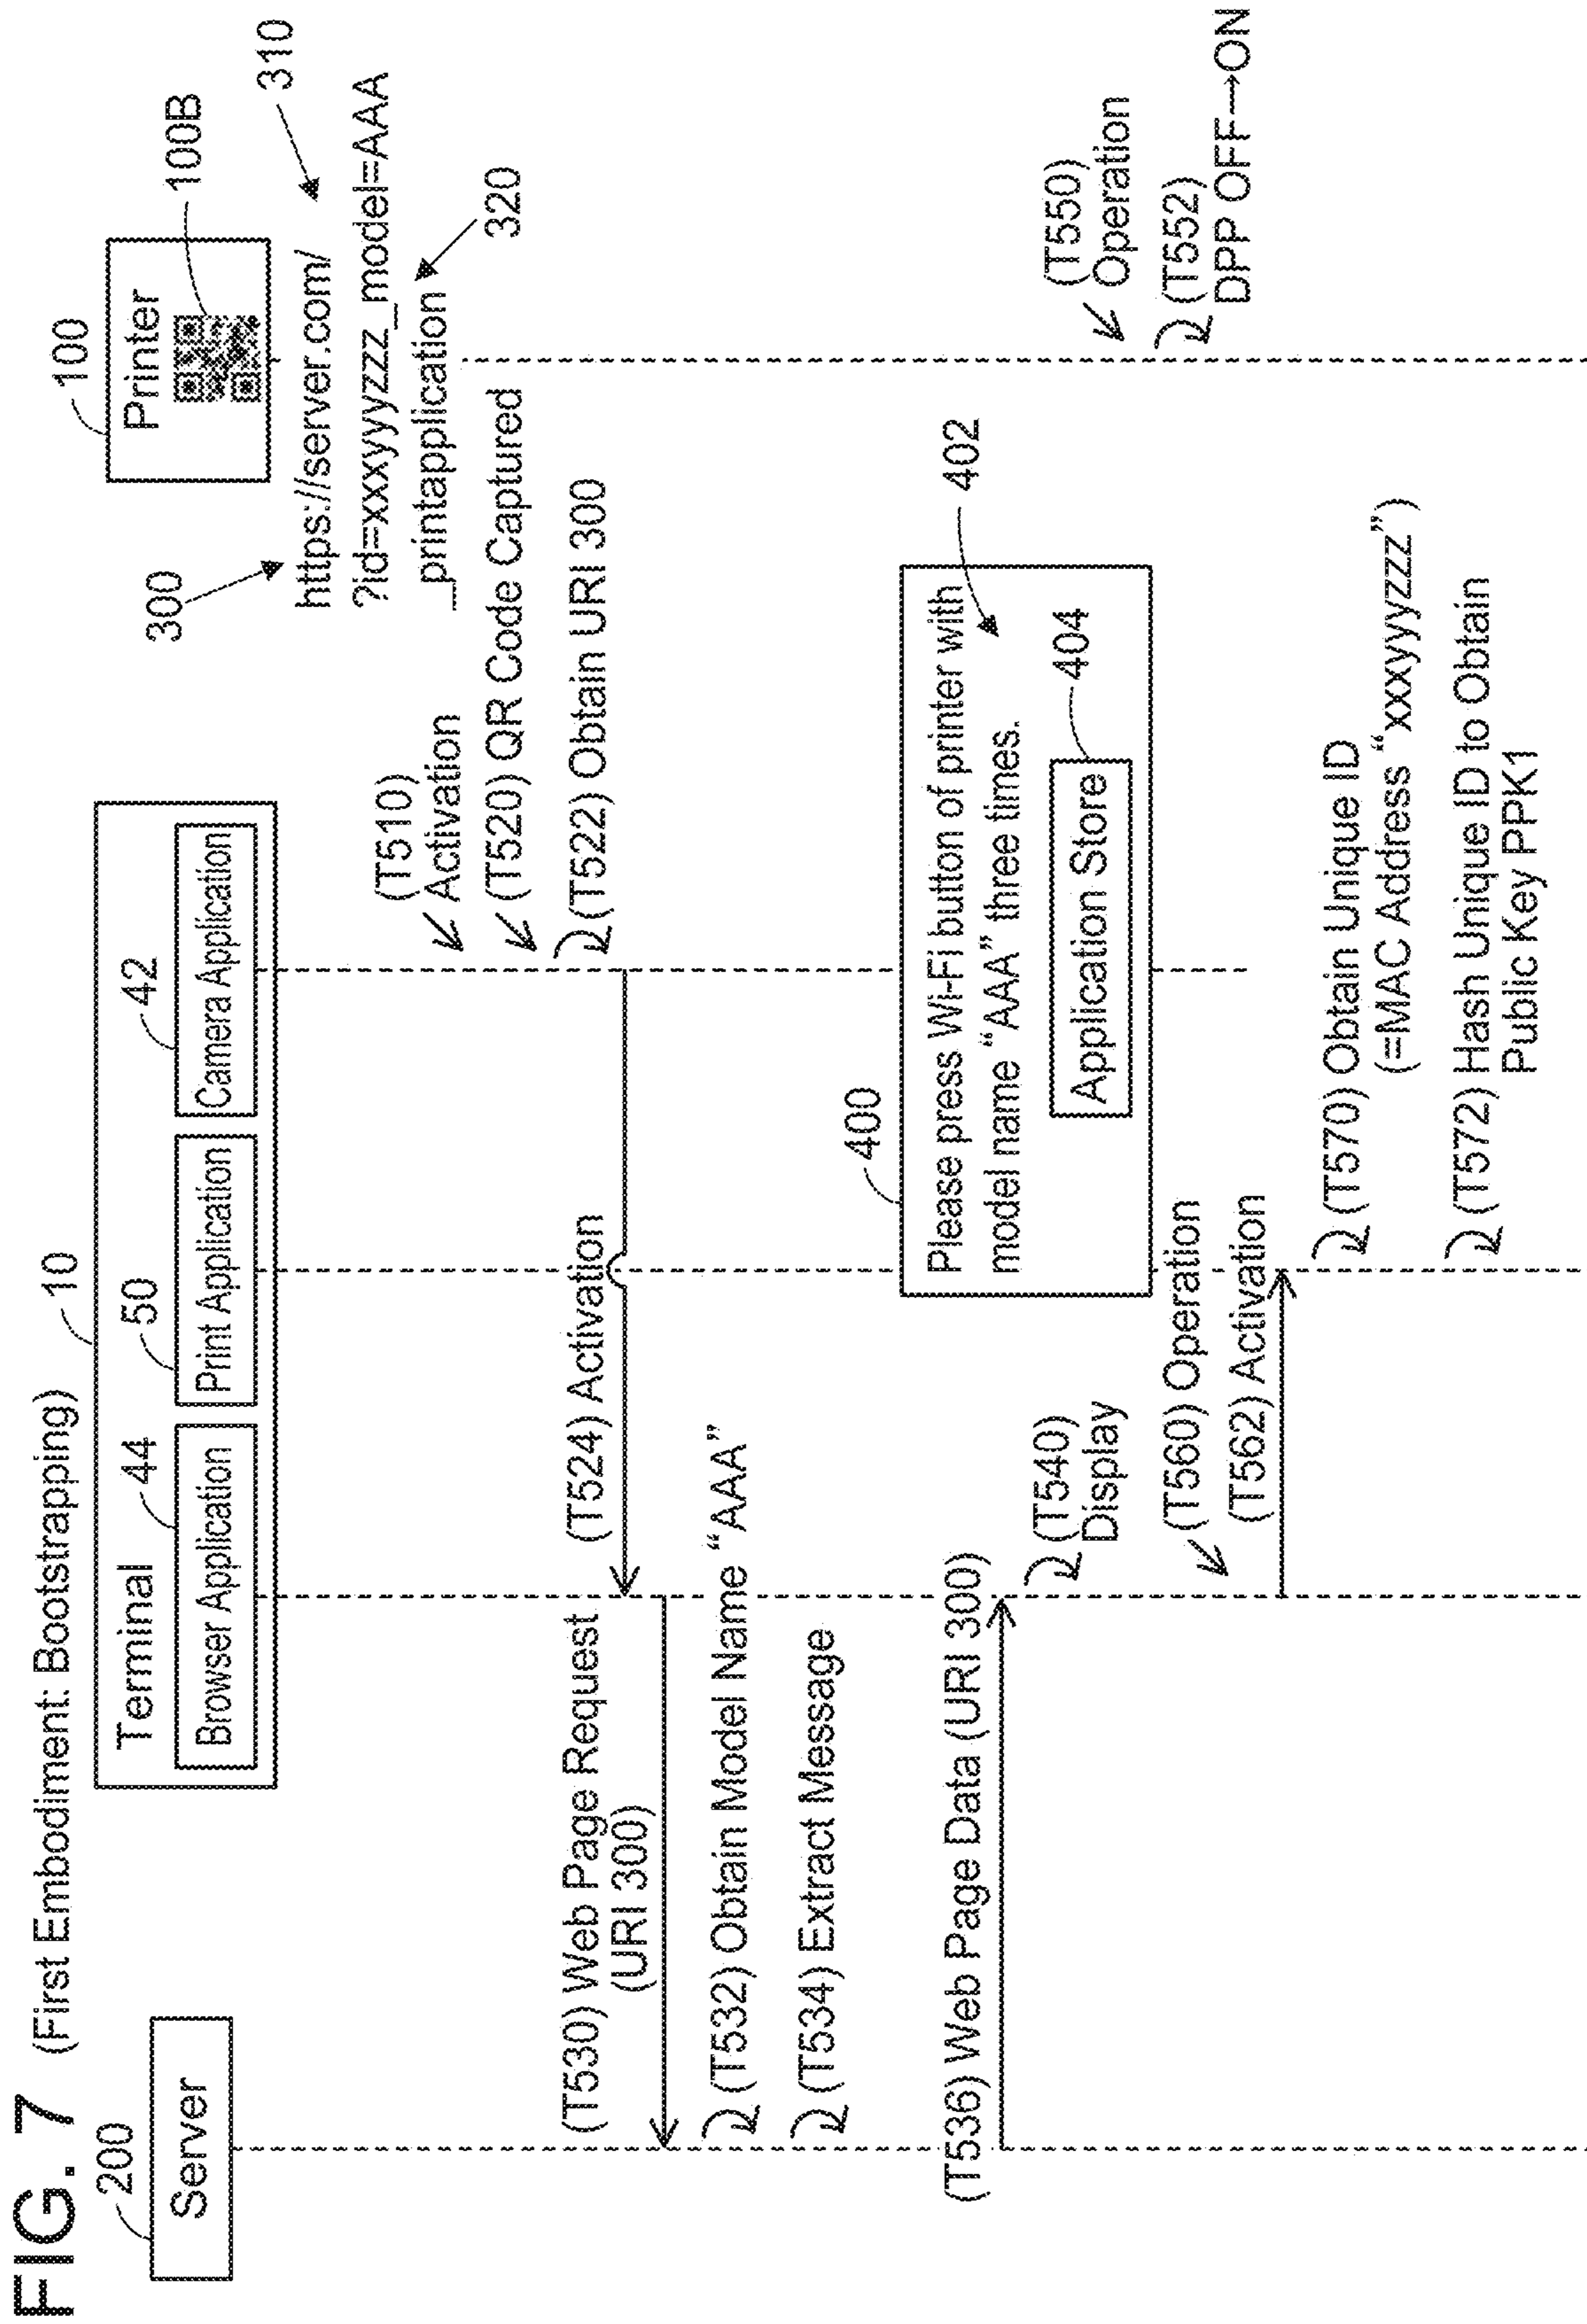 FIG. 7 (First Embodiment: Bootstrapping)
200
Server
10
Terminal
44
Browser Application
50
Print Application
42
Camera Application
100
Printer
100B
300
310
https://server.com/
?id=xxxyyyzzz_model=AAA
_printapplication
320
(T510)
Activation
(T520) QR Code Captured
(T522) Obtain URI 300
(T524) Activation
(T530) Web Page Request
(URI 300)
(T532) Obtain Model Name “AAA”
(T534) Extract Message
(T536) Web Page Data (URI 300)
400
Please press Wi-Fi button of printer with
model name “AAA” three times.
402
Application Store
404
(T540)
Display
(T550)
Operation
(T552)
DPP OFF→ON
(T560) Operation
(T562) Activation
(T570) Obtain Unique ID
(=MAC Address “xxxyyyzzz”)
(T572) Hash Unique ID to Obtain
Public Key PPK1